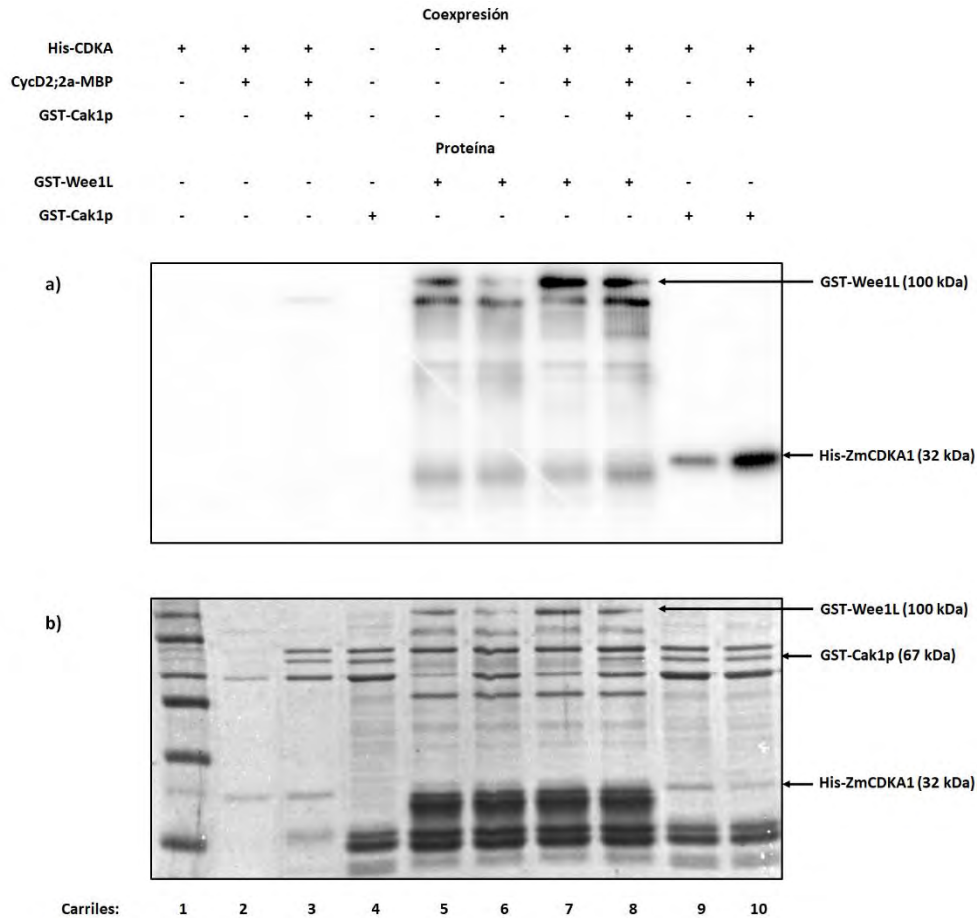 Coexpresión
His-CDKA + + + - - + + + + +
CycD2;2a-MBP - + + - - - + + - +
GST-Cak1p - - + - - - - + - -
Proteína
GST-Wee1L - - - - + + + + - -
GST-Cak1p - - - + - - - - + +
a)
GST-Wee1L (100 kDa)
His-ZmCDKA1 (32 kDa)
b)
GST-Wee1L (100 kDa)
GST-Cak1p (67 kDa)
His-ZmCDKA1 (32 kDa)
Carriles: 1 2 3 4 5 6 7 8 9 10